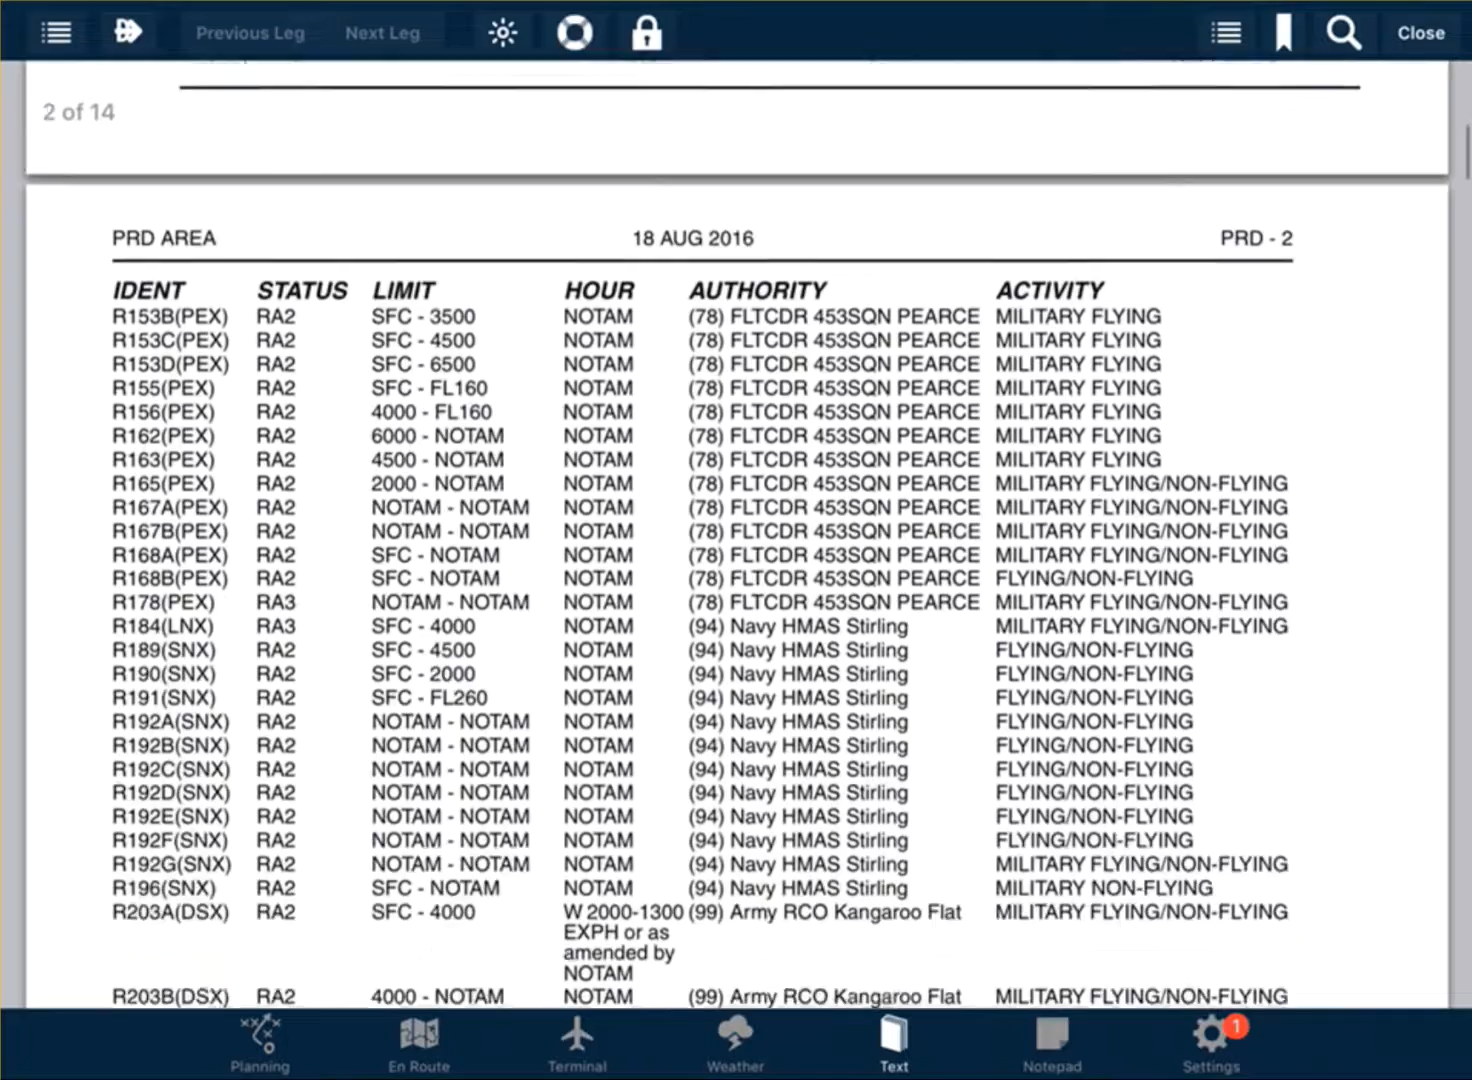 Previous Leg Next Leg Close
2 of 14
PRD AREA 18 AUG 2016 PRD - 2
IDENT STATUS LIMIT HOUR AUTHORITY ACTIVITY
R153B(PEX) RA2 SFC - 3500 NOTAM (78) FLTCDR 453SQN PEARCE MILITARY FLYING
R153C(PEX) RA2 SFC - 4500 NOTAM (78) FLTCDR 453SQN PEARCE MILITARY FLYING
R153D(PEX) RA2 SFC - 6500 NOTAM (78) FLTCDR 453SQN PEARCE MILITARY FLYING
R155(PEX) RA2 SFC - FL160 NOTAM (78) FLTCDR 453SQN PEARCE MILITARY FLYING
R156(PEX) RA2 4000 - FL160 NOTAM (78) FLTCDR 453SQN PEARCE MILITARY FLYING
R162(PEX) RA2 6000 - NOTAM NOTAM (78) FLTCDR 453SQN PEARCE MILITARY FLYING
R163(PEX) RA2 4500 - NOTAM NOTAM (78) FLTCDR 453SQN PEARCE MILITARY FLYING
R165(PEX) RA2 2000 - NOTAM NOTAM (78) FLTCDR 453SQN PEARCE MILITARY FLYING/NON-FLYING
R167A(PEX) RA2 NOTAM - NOTAM NOTAM (78) FLTCDR 453SQN PEARCE MILITARY FLYING/NON-FLYING
R167B(PEX) RA2 NOTAM - NOTAM NOTAM (78) FLTCDR 453SQN PEARCE MILITARY FLYING/NON-FLYING
R168A(PEX) RA2 SFC - NOTAM NOTAM (78) FLTCDR 453SQN PEARCE MILITARY FLYING/NON-FLYING
R168B(PEX) RA2 SFC - NOTAM NOTAM (78) FLTCDR 453SQN PEARCE FLYING/NON-FLYING
R178(PEX) RA3 NOTAM - NOTAM NOTAM (78) FLTCDR 453SQN PEARCE MILITARY FLYING/NON-FLYING
R184(LNX) RA3 SFC - 4000 NOTAM (94) Navy HMAS Stirling MILITARY FLYING/NON-FLYING
R189(SNX) RA2 SFC - 4500 NOTAM (94) Navy HMAS Stirling FLYING/NON-FLYING
R190(SNX) RA2 SFC - 2000 NOTAM (94) Navy HMAS Stirling FLYING/NON-FLYING
R191(SNX) RA2 SFC - FL260 NOTAM (94) Navy HMAS Stirling FLYING/NON-FLYING
R192A(SNX) RA2 NOTAM - NOTAM NOTAM (94) Navy HMAS Stirling FLYING/NON-FLYING
R192B(SNX) RA2 NOTAM - NOTAM NOTAM (94) Navy HMAS Stirling FLYING/NON-FLYING
R192C(SNX) RA2 NOTAM - NOTAM NOTAM (94) Navy HMAS Stirling FLYING/NON-FLYING
R192D(SNX) RA2 NOTAM - NOTAM NOTAM (94) Navy HMAS Stirling FLYING/NON-FLYING
R192E(SNX) RA2 NOTAM - NOTAM NOTAM (94) Navy HMAS Stirling FLYING/NON-FLYING
R192F(SNX) RA2 NOTAM - NOTAM NOTAM (94) Navy HMAS Stirling FLYING/NON-FLYING
R192G(SNX) RA2 NOTAM - NOTAM NOTAM (94) Navy HMAS Stirling MILITARY FLYING/NON-FLYING
R196(SNX) RA2 SFC - NOTAM NOTAM (94) Navy HMAS Stirling MILITARY NON-FLYING
R203A(DSX) RA2 SFC - 4000 W 2000-1300 (99) Army RCO Kangaroo Flat MILITARY FLYING/NON-FLYING
EXPH or as
amended by
NOTAM
R203B(DSX) RA2 4000 - NOTAM NOTAM (99) Army RCO Kangaroo Flat MILITARY FLYING/NON-FLYING
1
Planning En Route Terminal Weather Text Notepad Settings